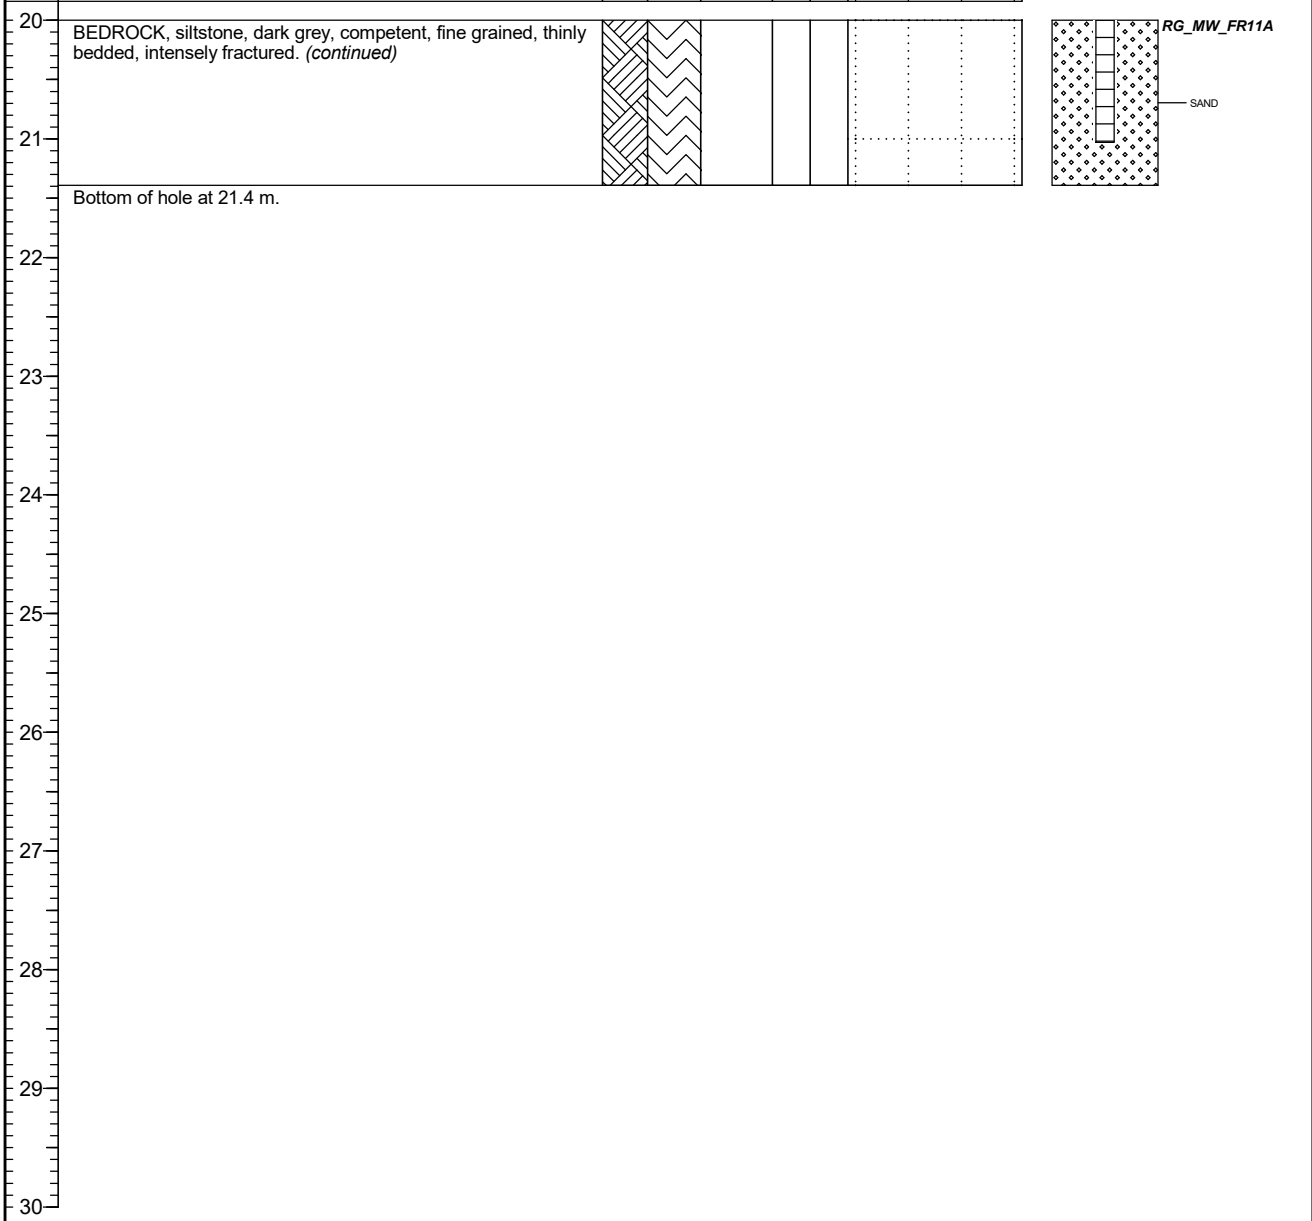 20
BEDROCK, siltstone, dark grey, competent, fine grained, thinly
bedded, intensely fractured. (continued)
RG_MW_FR11A
SAND
21
Bottom of hole at 21.4 m.
22
23
24
25
26
27
28
29
30